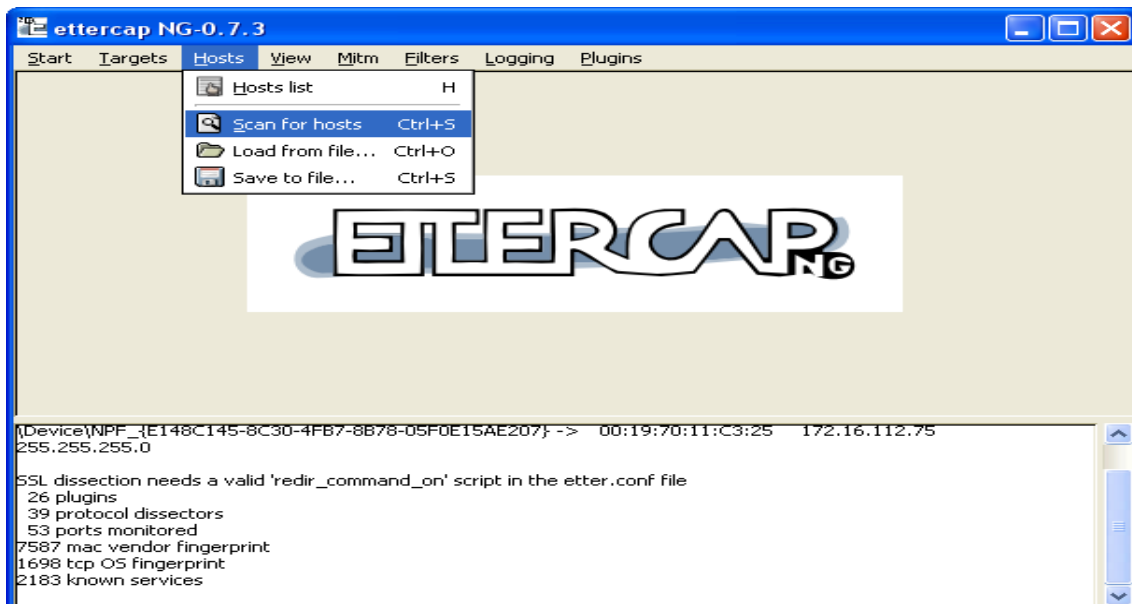 ettercap NG-0.7.3
Start Targets Hosts View Mitm Filters Logging Plugins
Hosts list H
Scan for hosts Ctrl+S
Load from file... Ctrl+O
Save to file... Ctrl+S
ETTERCAP NG
\Device\NPF_{E148C145-8C30-4FB7-8B78-05F0E15AE207} -> 00:19:70:11:C3:25 172.16.112.75
255.255.255.0
SSL dissection needs a valid 'redir_command_on' script in the etter.conf file
26 plugins
39 protocol dissectors
53 ports monitored
7587 mac vendor fingerprint
1698 tcp OS fingerprint
2183 known services